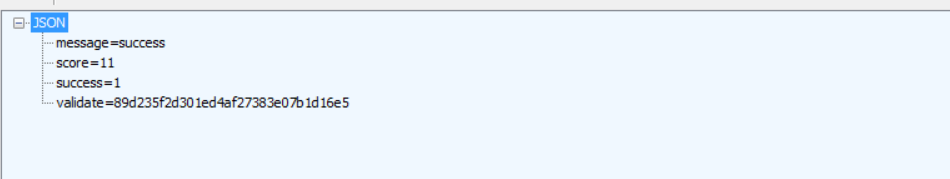 JSON
message=success
score=11
success=1
validate=89d235f2d301ed4af27383e07b1d16e5